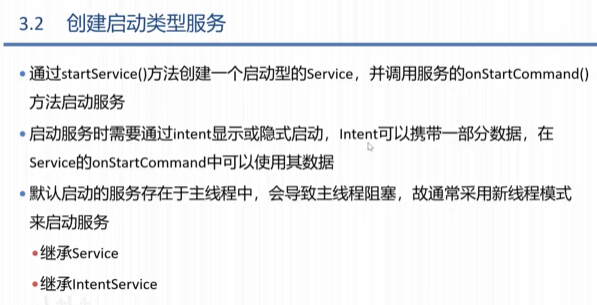 3.2 创建启动类型服务
•通过startService()方法创建一个启动型的Service，并调用服务的onStartCommand()
方法启动服务
•启动服务时需要通过intent显示或隐式启动，Intent可以携带一部分数据，在
Service的onStartCommand中可以使用其数据
•默认启动的服务存在于主线程中，会导致主线程阻塞，故通常采用新线程模式
来启动服务
•继承Service
•继承IntentService